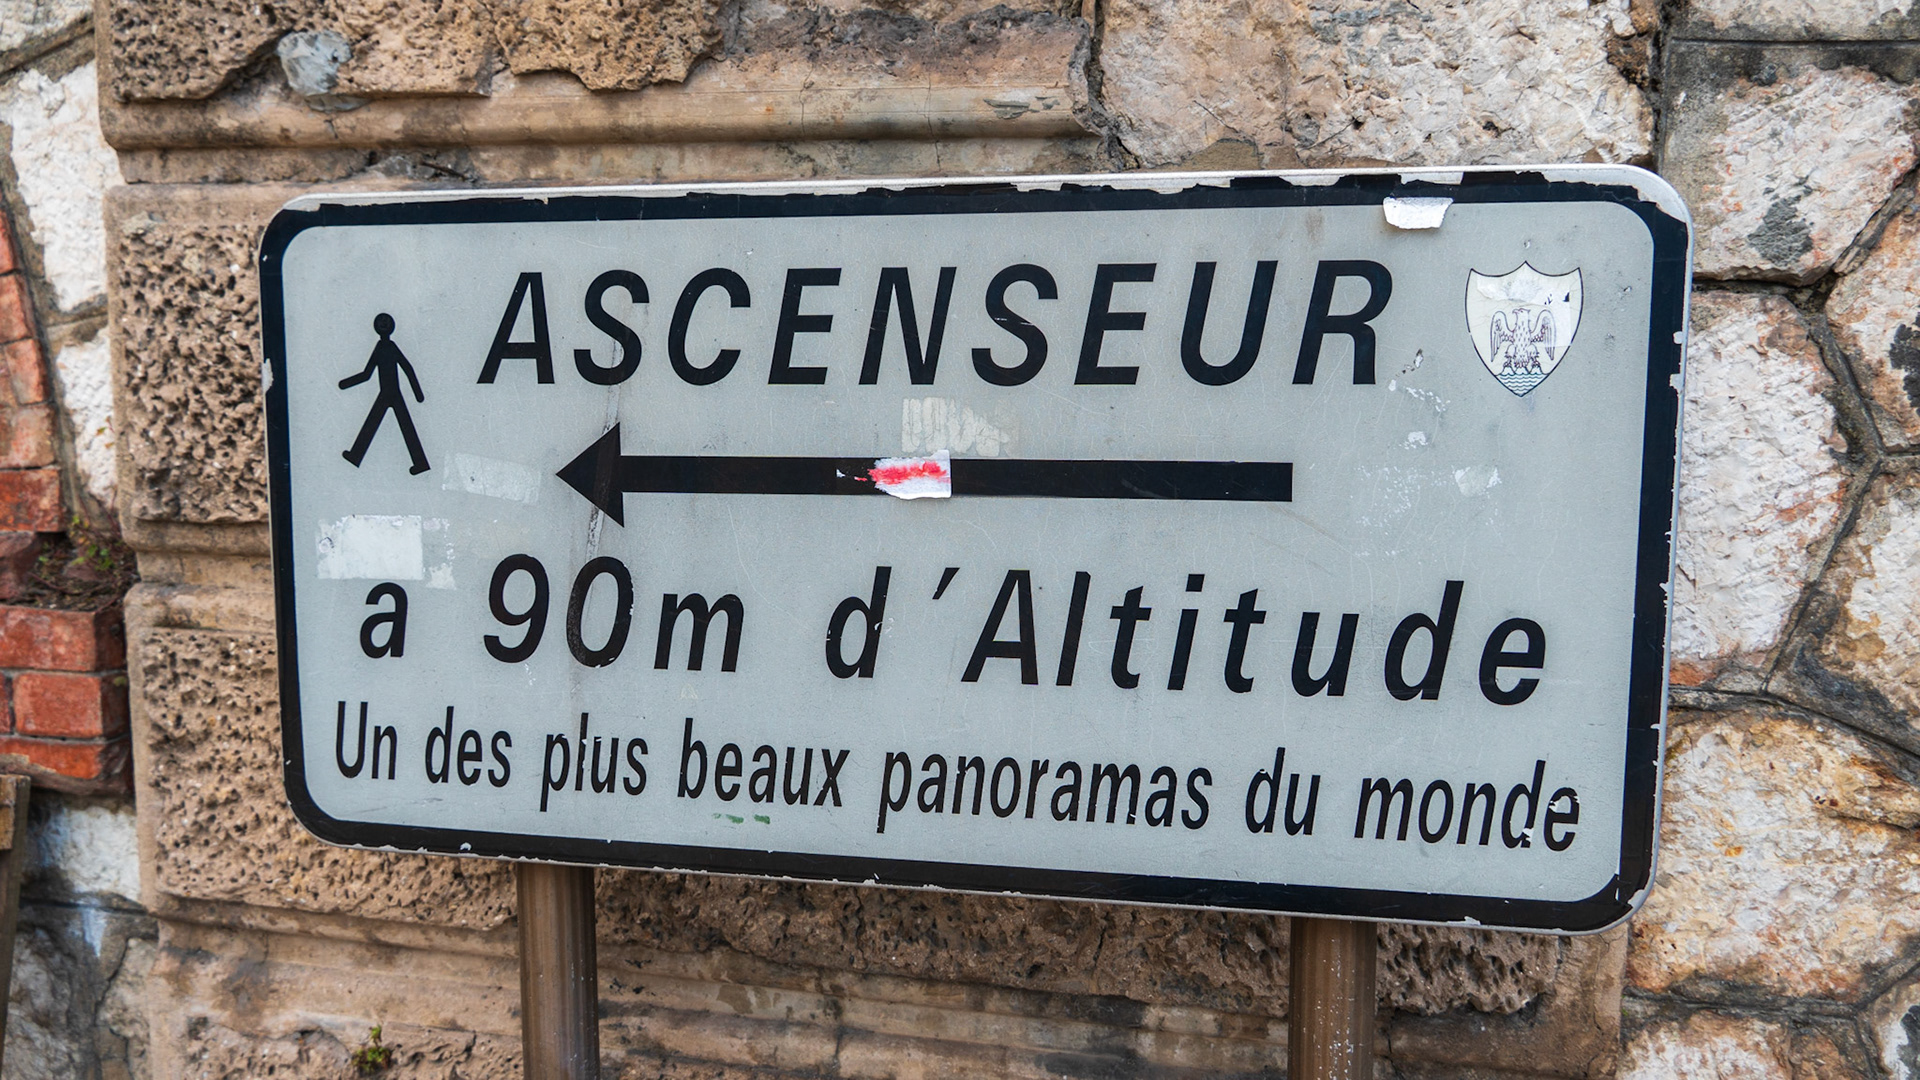 ASCENSEUR
a 90m d'Altitude
Un des plus beaux panoramas du monde